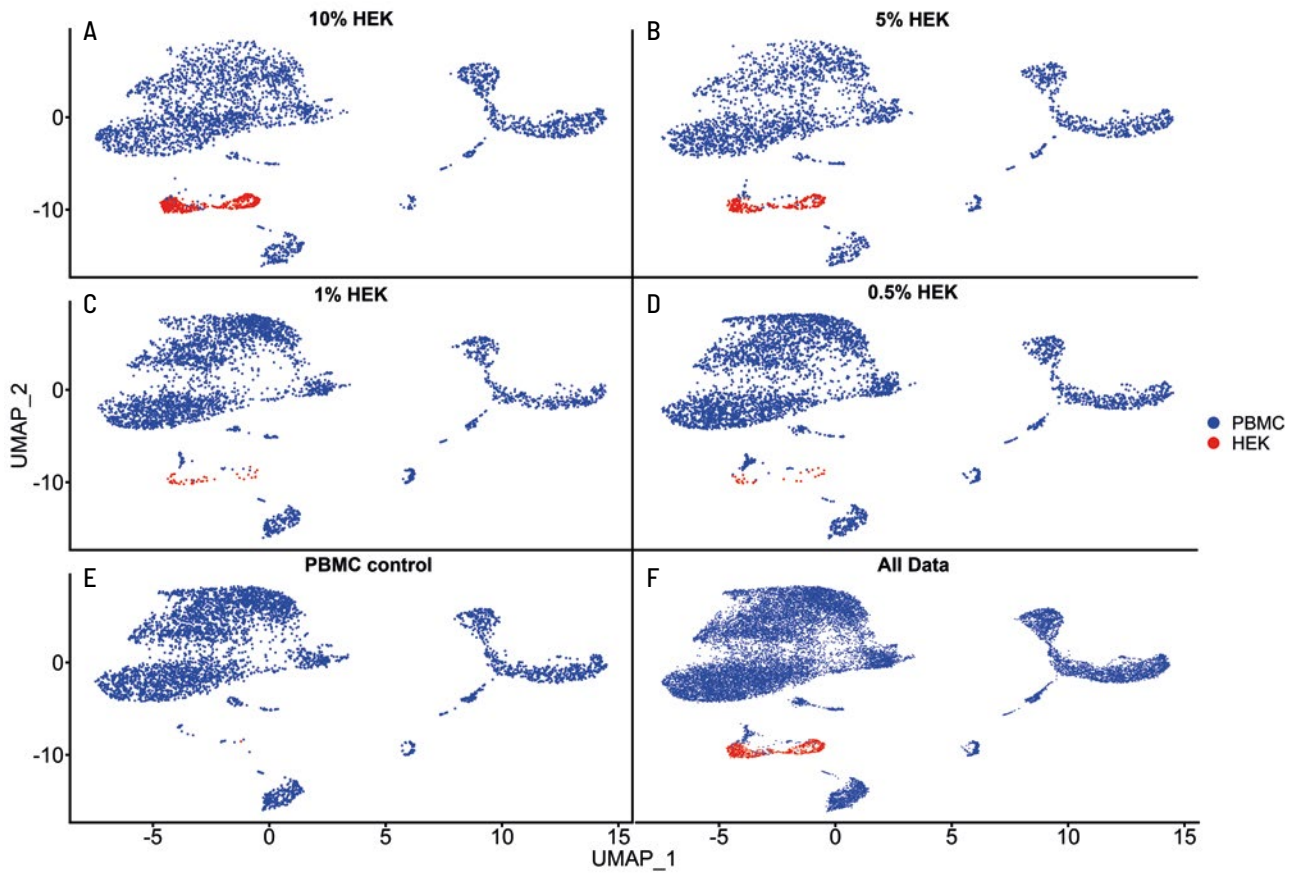 A
10% HEK
B
5% HEK
0
-10
C
1% HEK
D
0.5% HEK
0
-10
UMAP_2
PBMC
HEK
E
PBMC control
F
All Data
0
-10
-5 0 5 10 15
-5 0 5 10 15
UMAP_1